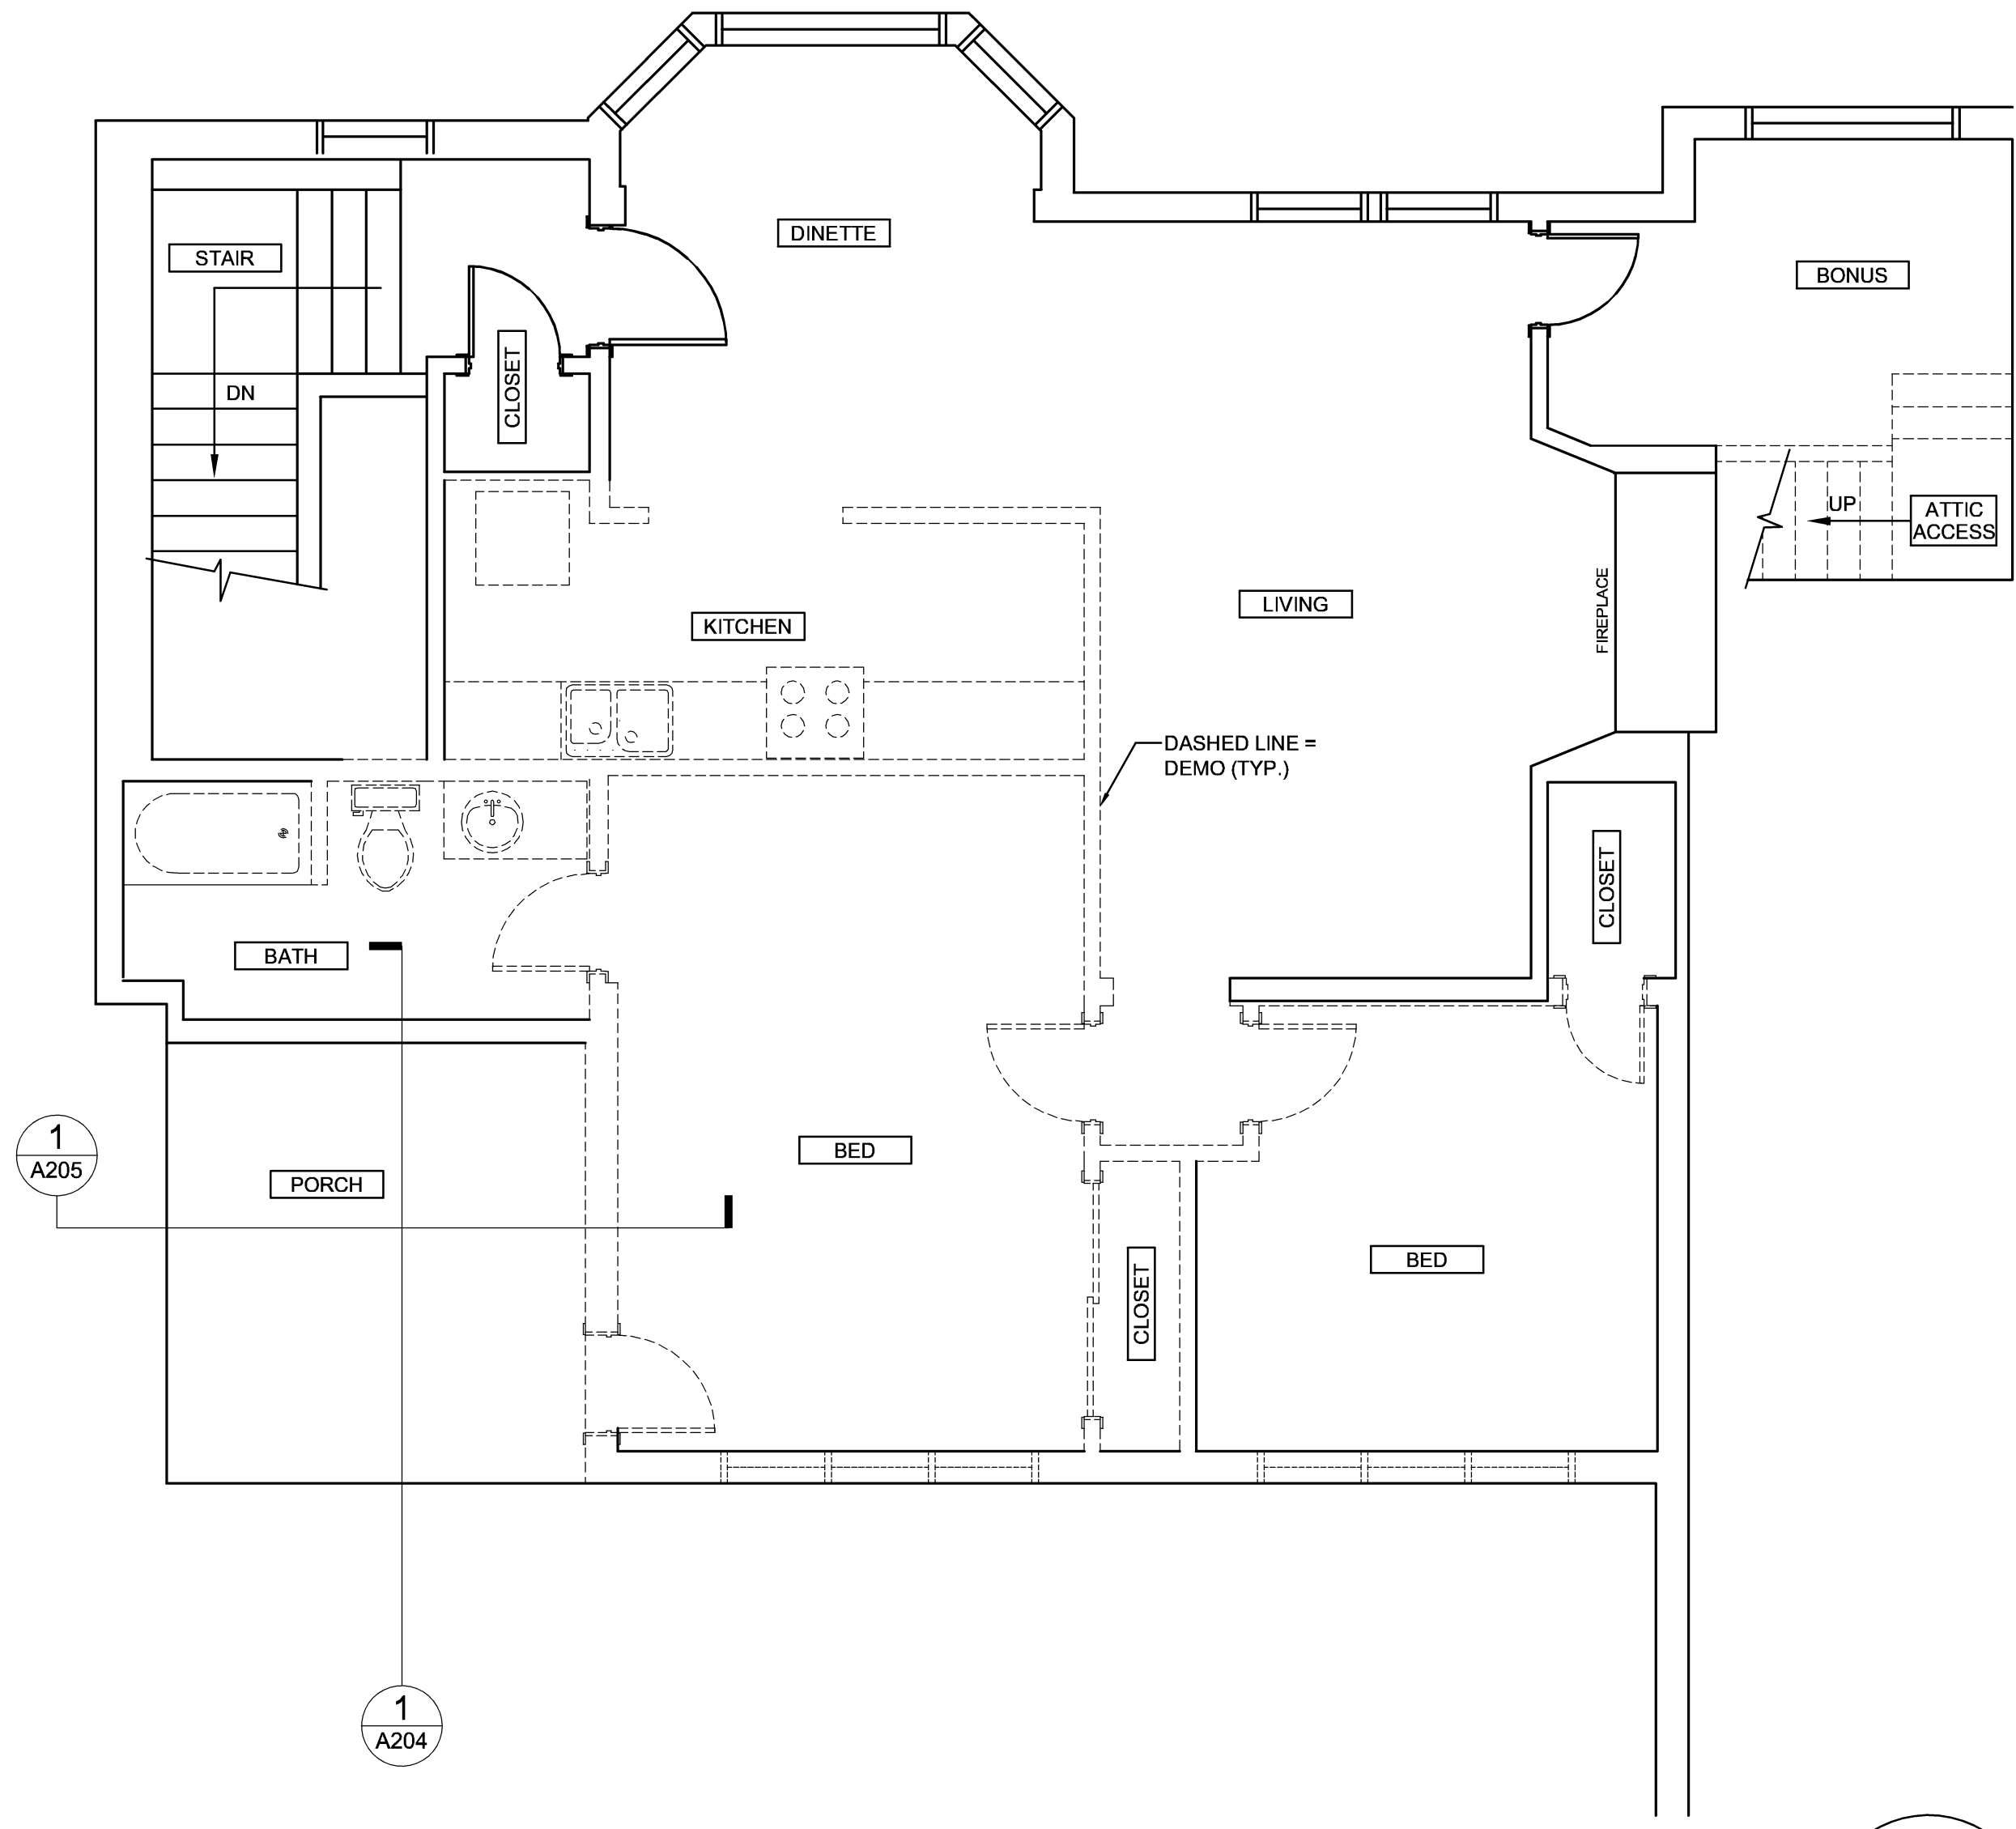 DINETTE
STAIR
BONUS
CLOSET
DN
UP
ATTIC
ACCESS
FIREPLACE
LIVING
KITCHEN
DASHED LINE =
DEMO (TYP.)
CLOSET
BATH
1
A205
BED
PORCH
CLOSET
BED
1
A204